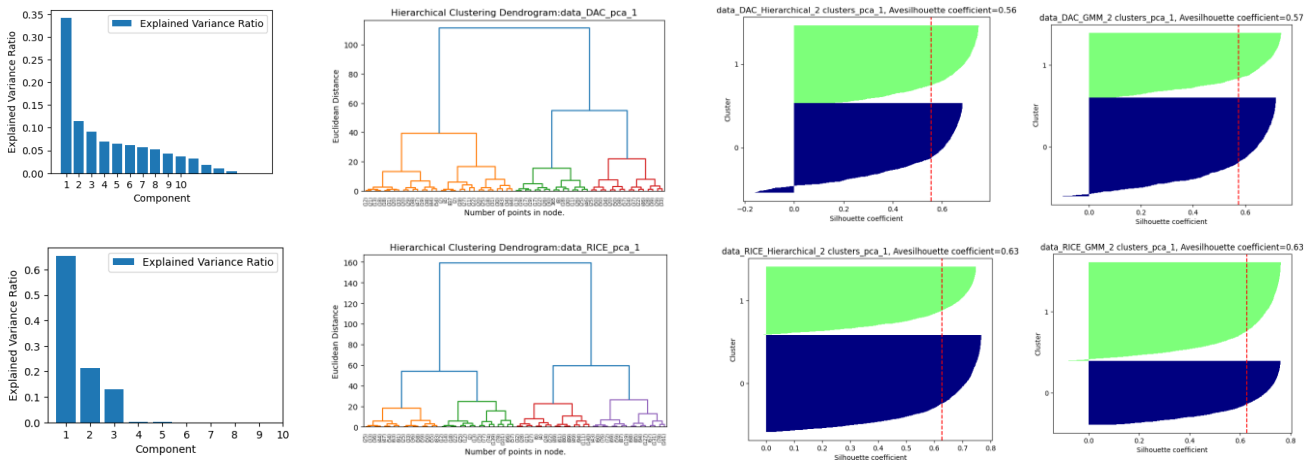 Explained Variance Ratio
0.35
0.30
0.25
0.20
0.15
0.10
0.05
0.00
Explained Variance Ratio
1 2 3 4 5 6 7 8 9 10
Component
Hierarchical Clustering Dendrogram:data_DAC_pca_1
Euclidean Distance
100
80
60
40
20
0
Number of points in node.
data_DAC_Hierarchical_2 clusters_pca_1, Avesilhouette coefficient=0.56
Cluster
1
0
−0.2 0.0 0.2 0.4 0.6
Silhouette coefficient
data_DAC_GMM_2 clusters_pca_1, Avesilhouette coefficient=0.57
Cluster
1
0
0.0 0.2 0.4 0.6
Silhouette coefficient
Explained Variance Ratio
0.6
0.5
0.4
0.3
0.2
0.1
0.0
Explained Variance Ratio
1 2 3 4 5 6 7 8 9 10
Component
Hierarchical Clustering Dendrogram:data_RICE_pca_1
Euclidean Distance
160
140
120
100
80
60
40
20
0
Number of points in node.
data_RICE_Hierarchical_2 clusters_pca_1, Avesilhouette coefficient=0.63
Cluster
1
0
0.0 0.1 0.2 0.3 0.4 0.5 0.6 0.7 0.8
Silhouette coefficient
data_RICE_GMM_2 clusters_pca_1, Avesilhouette coefficient=0.63
Cluster
1
0
0.0 0.2 0.4 0.6 0.8
Silhouette coefficient